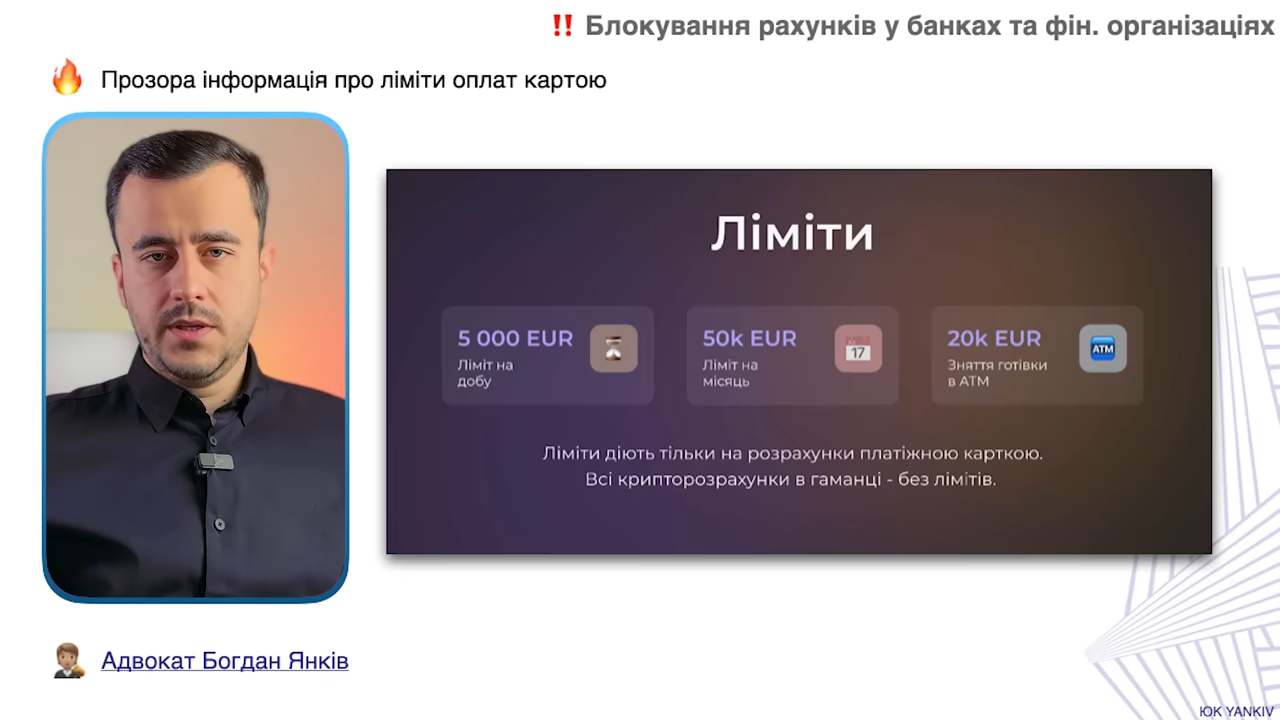 ‼️ Блокування рахунків у банках та фін. організаціях
🔥 Прозора інформація про ліміти оплат картою
Ліміти
5 000 EUR
Ліміт на
добу
50k EUR
Ліміт на
місяць
17
20k EUR
Зняття готівки
в ATM
ATM
Ліміти діють тільки на розрахунки платіжною карткою.
Всі крипторозрахунки в гаманці - без лімітів.
Адвокат Богдан Янків
ЮК YANKIV